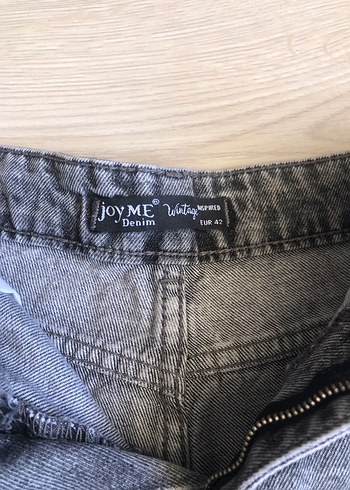 joy ME® Vintage INSPIRED
Denim EUR 42